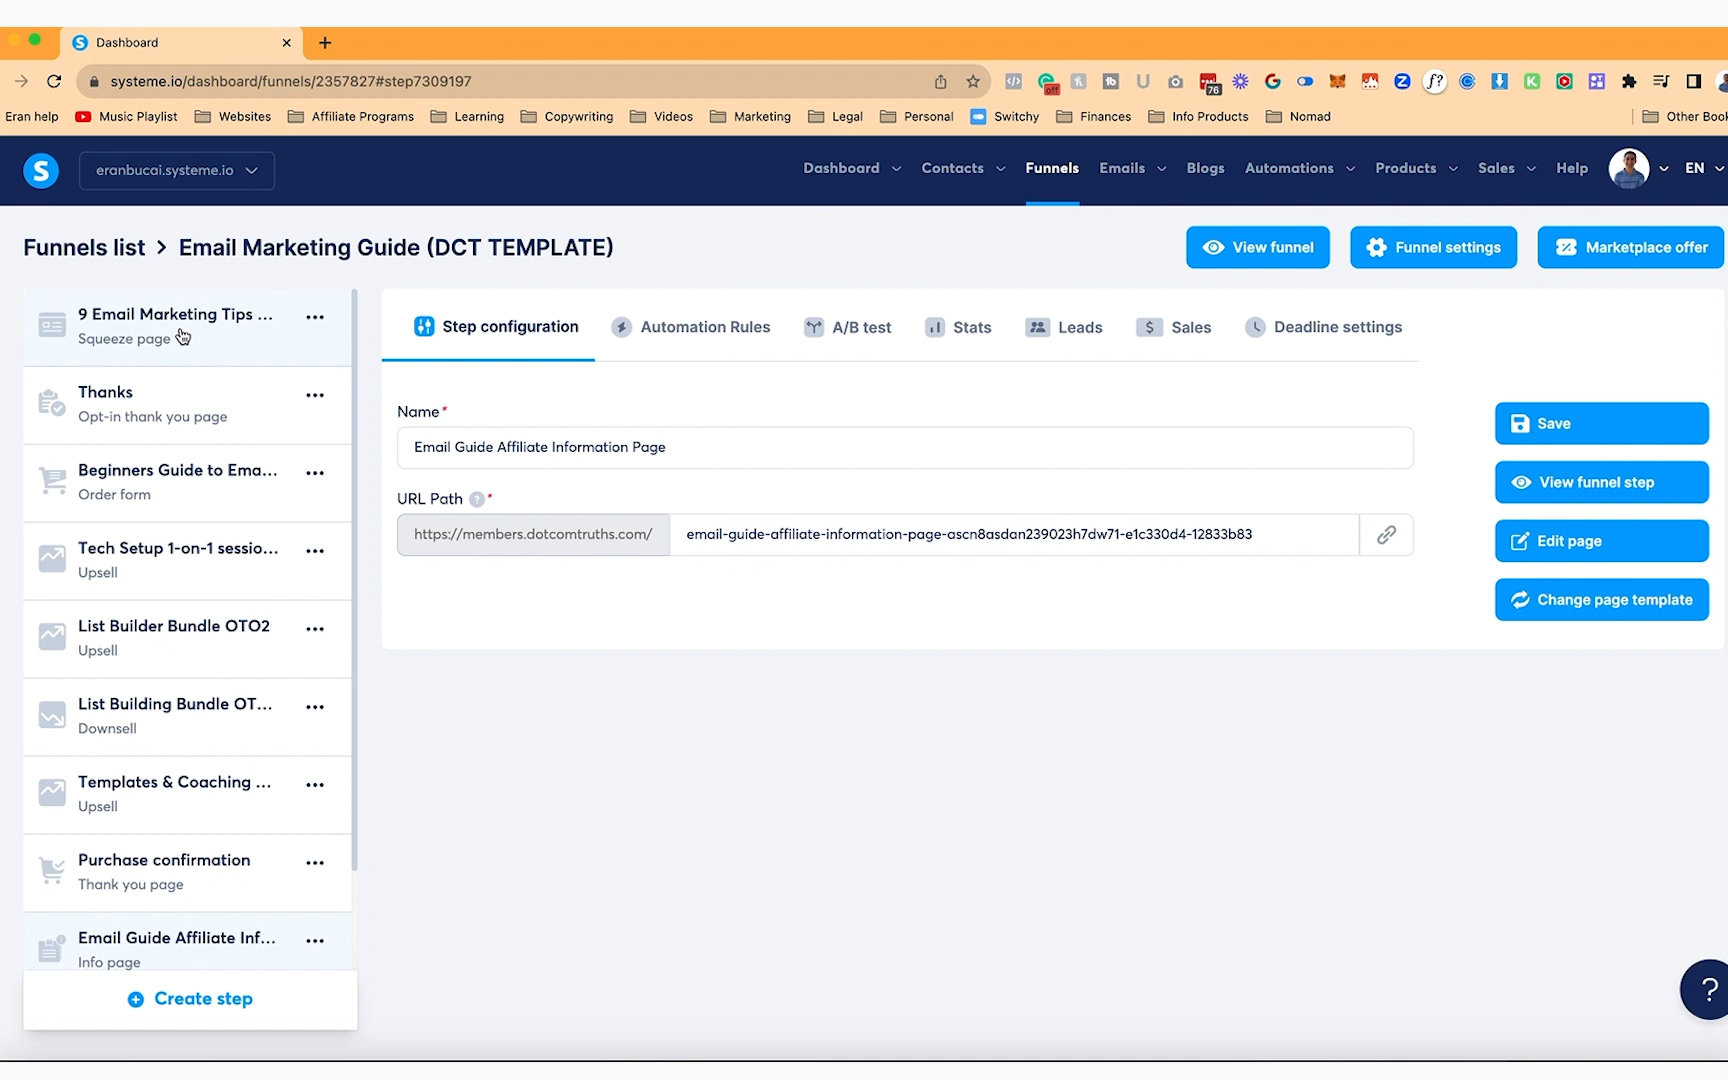 Dashboard
systeme.io/dashboard/funnels/2357827#step7309197
off
76
f?
Eran help
Music Playlist
Websites
Affiliate Programs
Learning
Copywriting
Videos
Marketing
Legal
Personal
Switchy
Finances
Info Products
Nomad
Other Book
S
eranbucai.systeme.io
Dashboard
Contacts
Funnels
Emails
Blogs
Automations
Products
Sales
Help
EN
Funnels list > Email Marketing Guide (DCT TEMPLATE)
View funnel
Funnel settings
Marketplace offer
9 Email Marketing Tips ...
Squeeze page
Thanks
Opt-in thank you page
Beginners Guide to Ema...
Order form
Tech Setup 1-on-1 sessio...
Upsell
List Builder Bundle OTO2
Upsell
List Building Bundle OT...
Downsell
Templates & Coaching ...
Upsell
Purchase confirmation
Thank you page
Email Guide Affiliate Inf...
Info page
Create step
Step configuration
Automation Rules
A/B test
Stats
Leads
Sales
Deadline settings
Name*
Email Guide Affiliate Information Page
URL Path ? *
https://members.dotcomtruths.com/
email-guide-affiliate-information-page-ascn8asdan239023h7dw71-e1c330d4-12833b83
Save
View funnel step
Edit page
Change page template
?